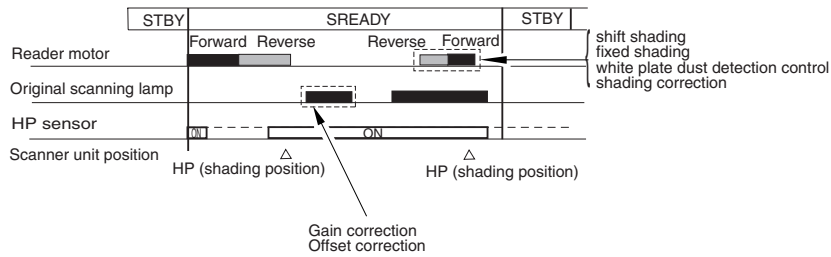 STBY SREADY STBY
Forward Reverse Reverse Forward
Reader motor
shift shading
fixed shading
white plate dust detection control
shading correction
Original scanning lamp
HP sensor
ON ON
Scanner unit position
HP (shading position) HP (shading position)
Gain correction
Offset correction